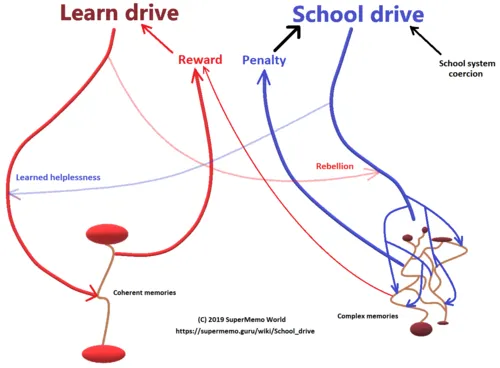 Learn drive
School drive
Reward
Penalty
School system
coercion
Rebellion
Learned helplessness
Coherent memories
Complex memories
(C) 2019 SuperMemo World
https://supermemo.guru/wiki/School_drive